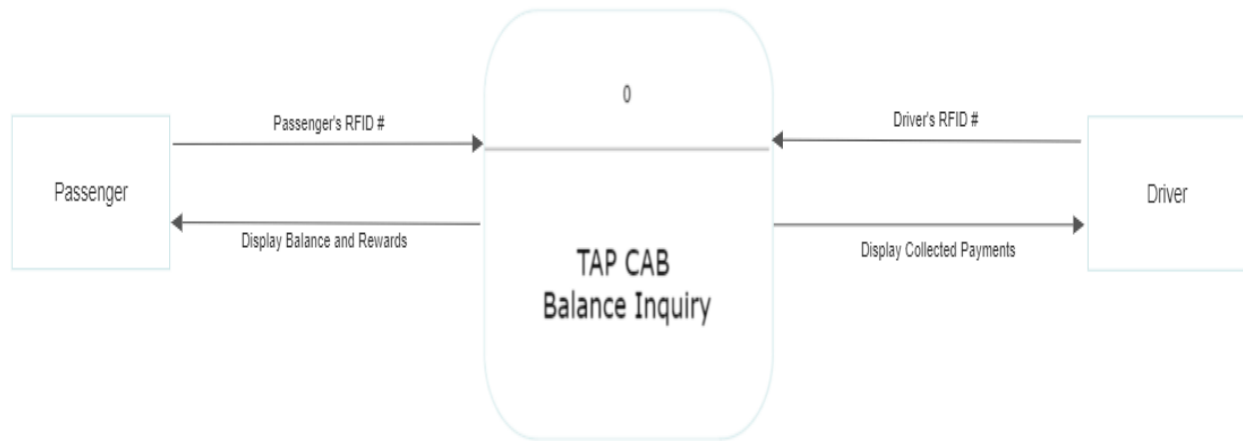 0
Passenger's RFID #
Driver's RFID #
Passenger
Driver
Display Balance and Rewards
Display Collected Payments
TAP CAB
Balance Inquiry